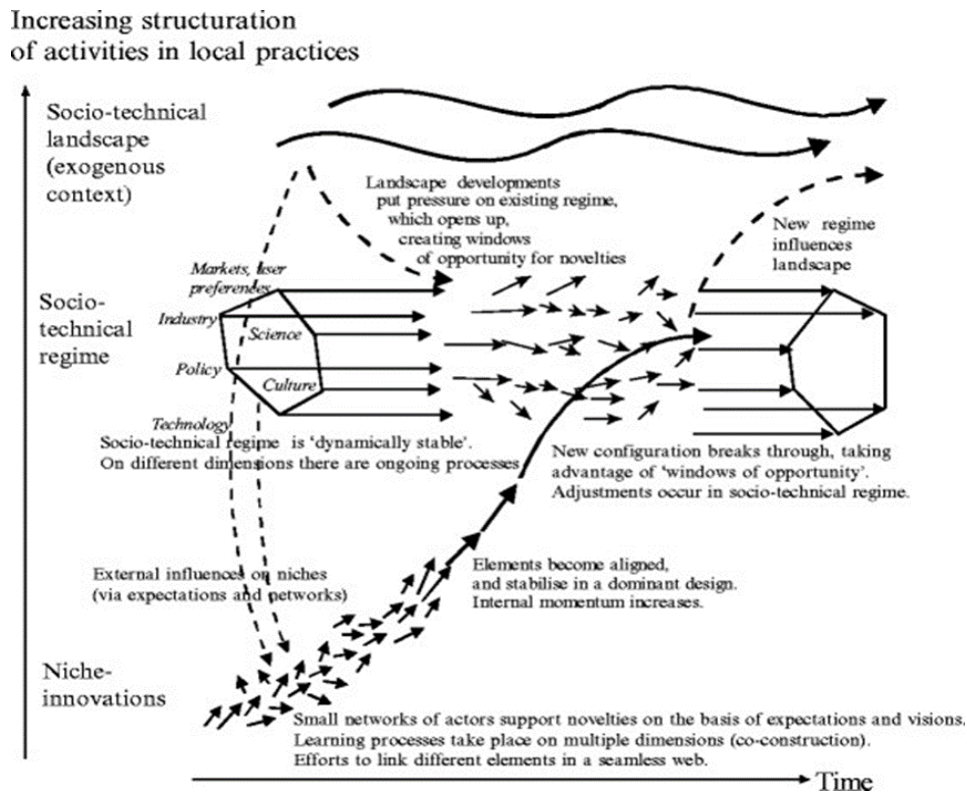 Increasing structuration
of activities in local practices
Socio-technical
landscape
(exogenous
context)
Landscape developments
put pressure on existing regime,
which opens up,
creating windows
of opportunity for novelties
New regime
influences
landscape
Markets, user
preferences
Socio-
technical
regime
Industry
Science
Policy
Culture
Technology
Socio-technical regime is ‘dynamically stable’.
On different dimensions there are ongoing processes
New configuration breaks through, taking
advantage of ‘windows of opportunity’.
Adjustments occur in socio-technical regime.
External influences on niches
(via expectations and networks)
Elements become aligned,
and stabilise in a dominant design.
Internal momentum increases.
Niche-
innovations
Small networks of actors support novelties on the basis of expectations and visions.
Learning processes take place on multiple dimensions (co-construction).
Efforts to link different elements in a seamless web.
Time